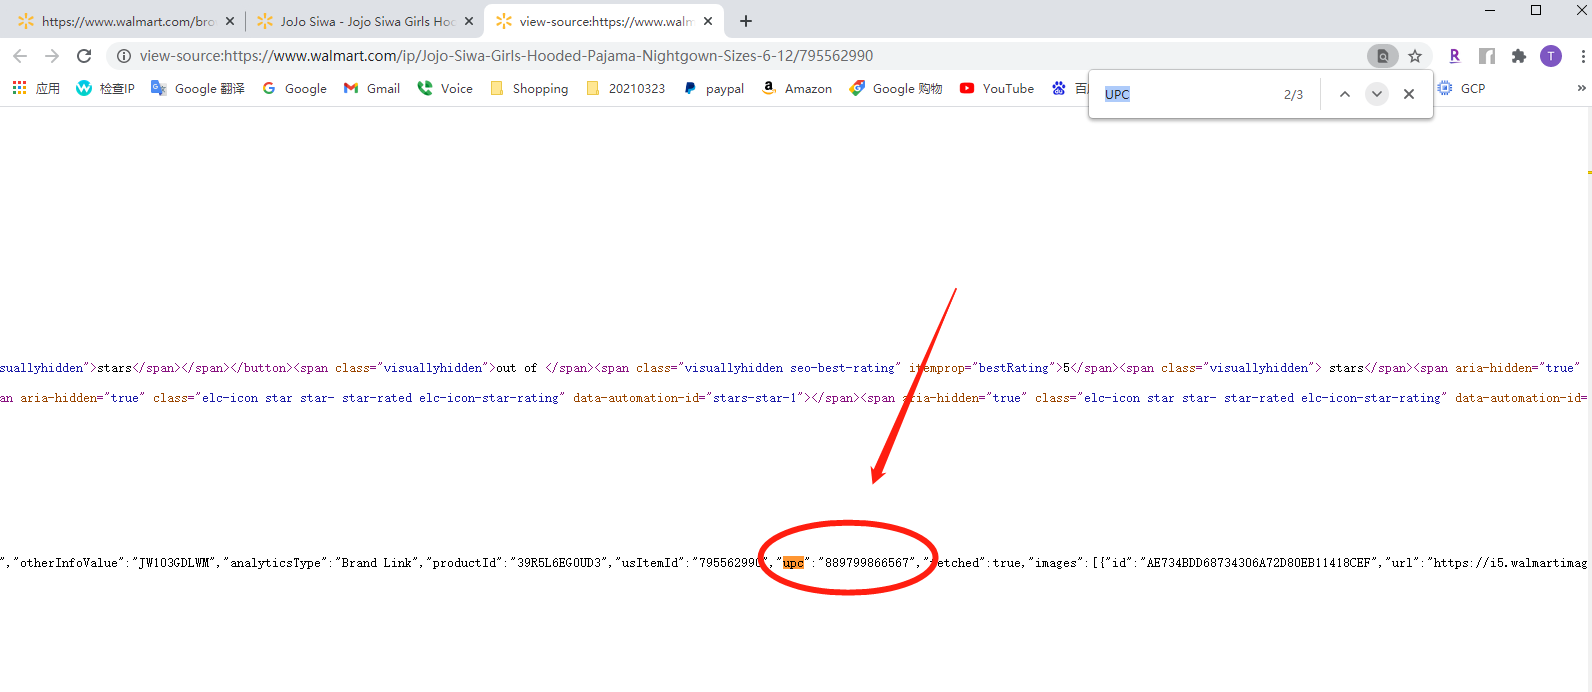 https://www.walmart.com/bro
JoJo Siwa - Jojo Siwa Girls Hoo
view-source:https://www.walm
view-source:https://www.walmart.com/ip/Jojo-Siwa-Girls-Hooded-Pajama-Nightgown-Sizes-6-12/795562990
R
T
应用 检查IP Google 翻译 Google Gmail Voice Shopping 20210323 paypal Amazon Google 购物 YouTube GCP »
UPC 2/3
suallyhidden">stars</span></span></button><span class="visuallyhidden">out of </span><span class="visuallyhidden seo-best-rating" itemprop="bestRating">5</span><span class="visuallyhidden"> stars</span><span aria-hidden="true"
an aria-hidden="true" class="elc-icon star star- star-rated elc-icon-star-rating" data-automation-id="stars-star-1"></span><span aria-hidden="true" class="elc-icon star star- star-rated elc-icon-star-rating" data-automation-id=
","otherInfoValue":"JW103GDLWM","analyticsType":"Brand Link","productId":"39R5L6EG0UD3","usItemId":"795562990","upc":"889799866567","fetched":true,"images":[{"id":"AE734BDD68734306A72D80EB11418CEF","url":"https://i5.walmartimag